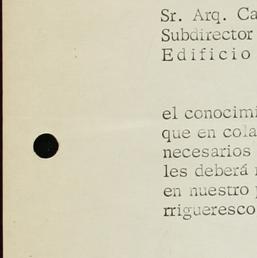 Sr. Arq. Ca
Subdirector
Edificio
el conocimi
que en cola
necesarios
les deberá
en nuestro
rrigueresco